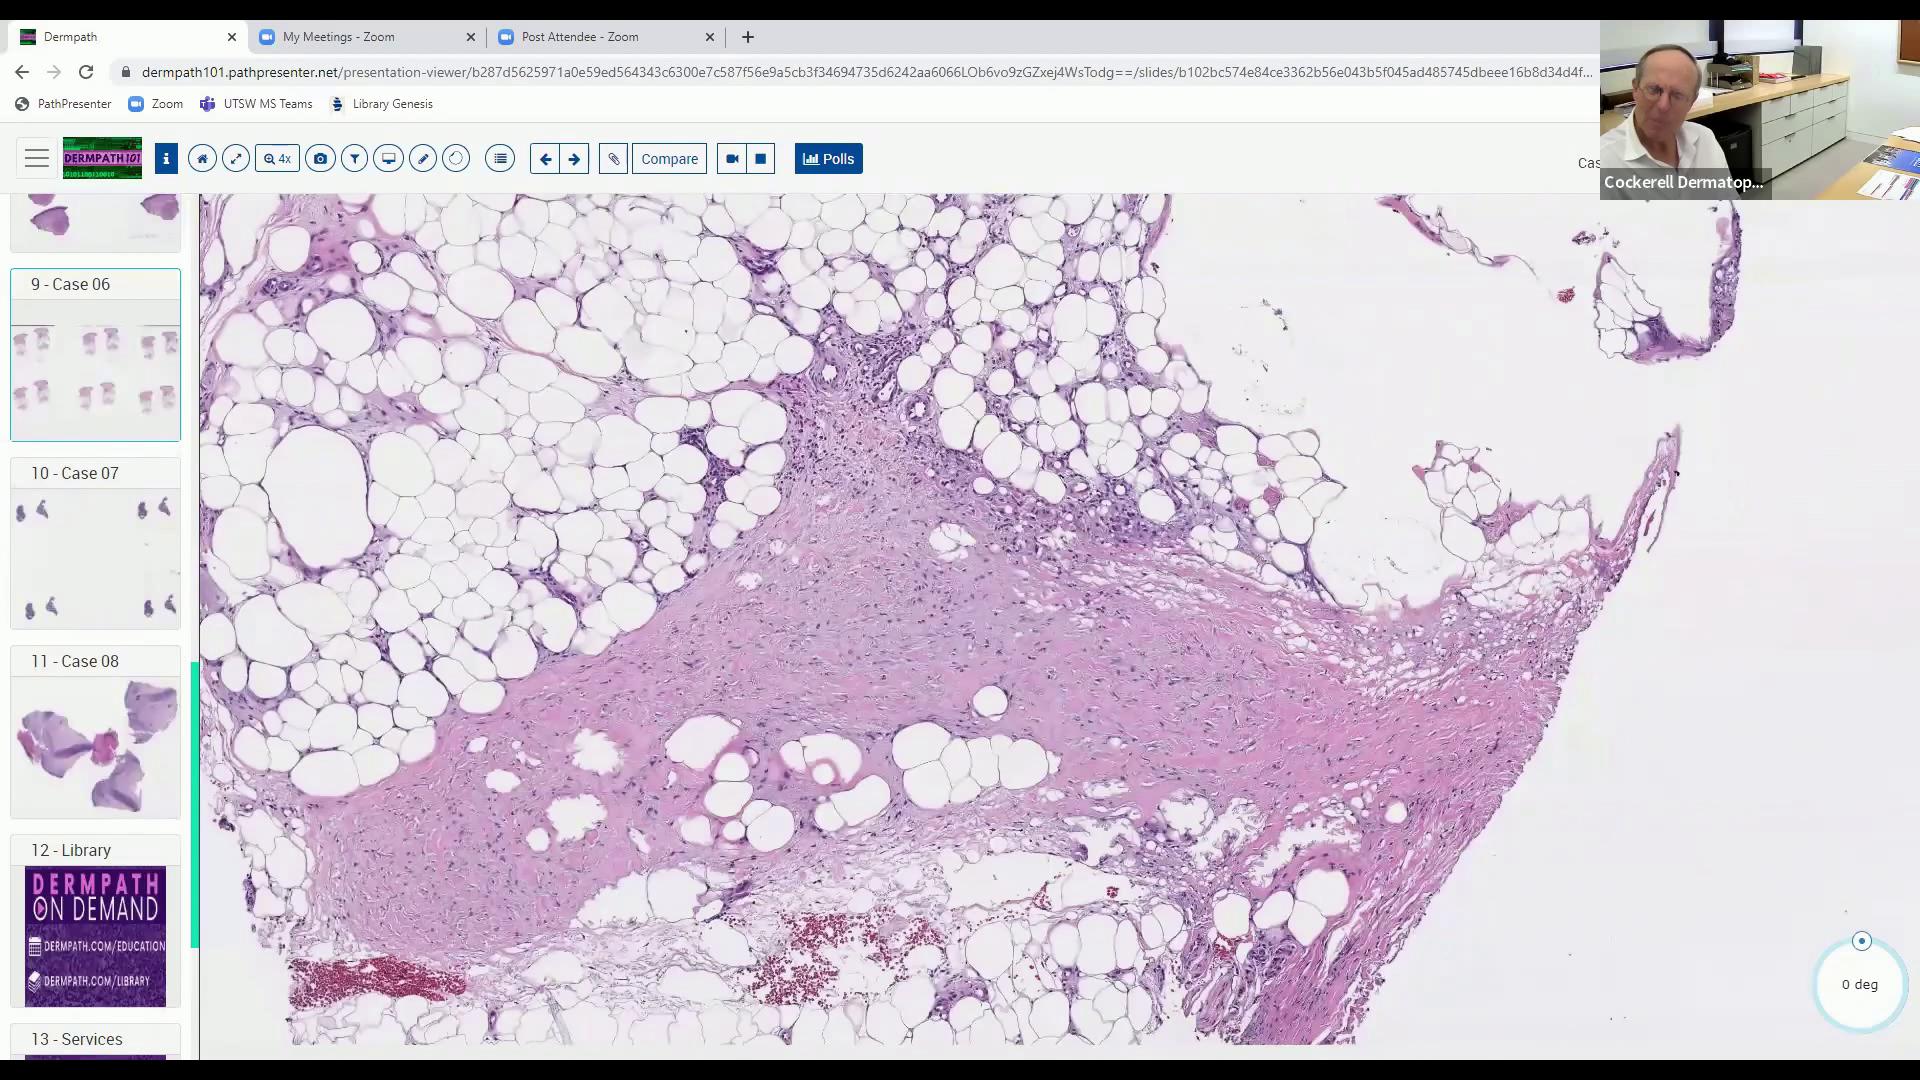 Dermpath
My Meetings - Zoom
Post Attendee - Zoom
dermpath101.pathpresenter.net/presentation-viewer/b287d5625971a0e59ed564343c6300e7c587f56e9a5cb3f34694735d6242aa6066LOb6vo9zGZxej4WsTodg==/slides/b102bc574e84ce3362b56e043b5f045ad485745dbeee16b8d34d4f...
PathPresenter
Zoom
UTSW MS Teams
Library Genesis
DERMPATH 101
4x
Compare
Polls
Cas
Cockerell Dermatop...
9 - Case 06
10 - Case 07
11 - Case 08
12 - Library
DERMPATH
ON DEMAND
DERMPATH.COM/EDUCATION
DERMPATH.COM/LIBRARY
13 - Services
0 deg